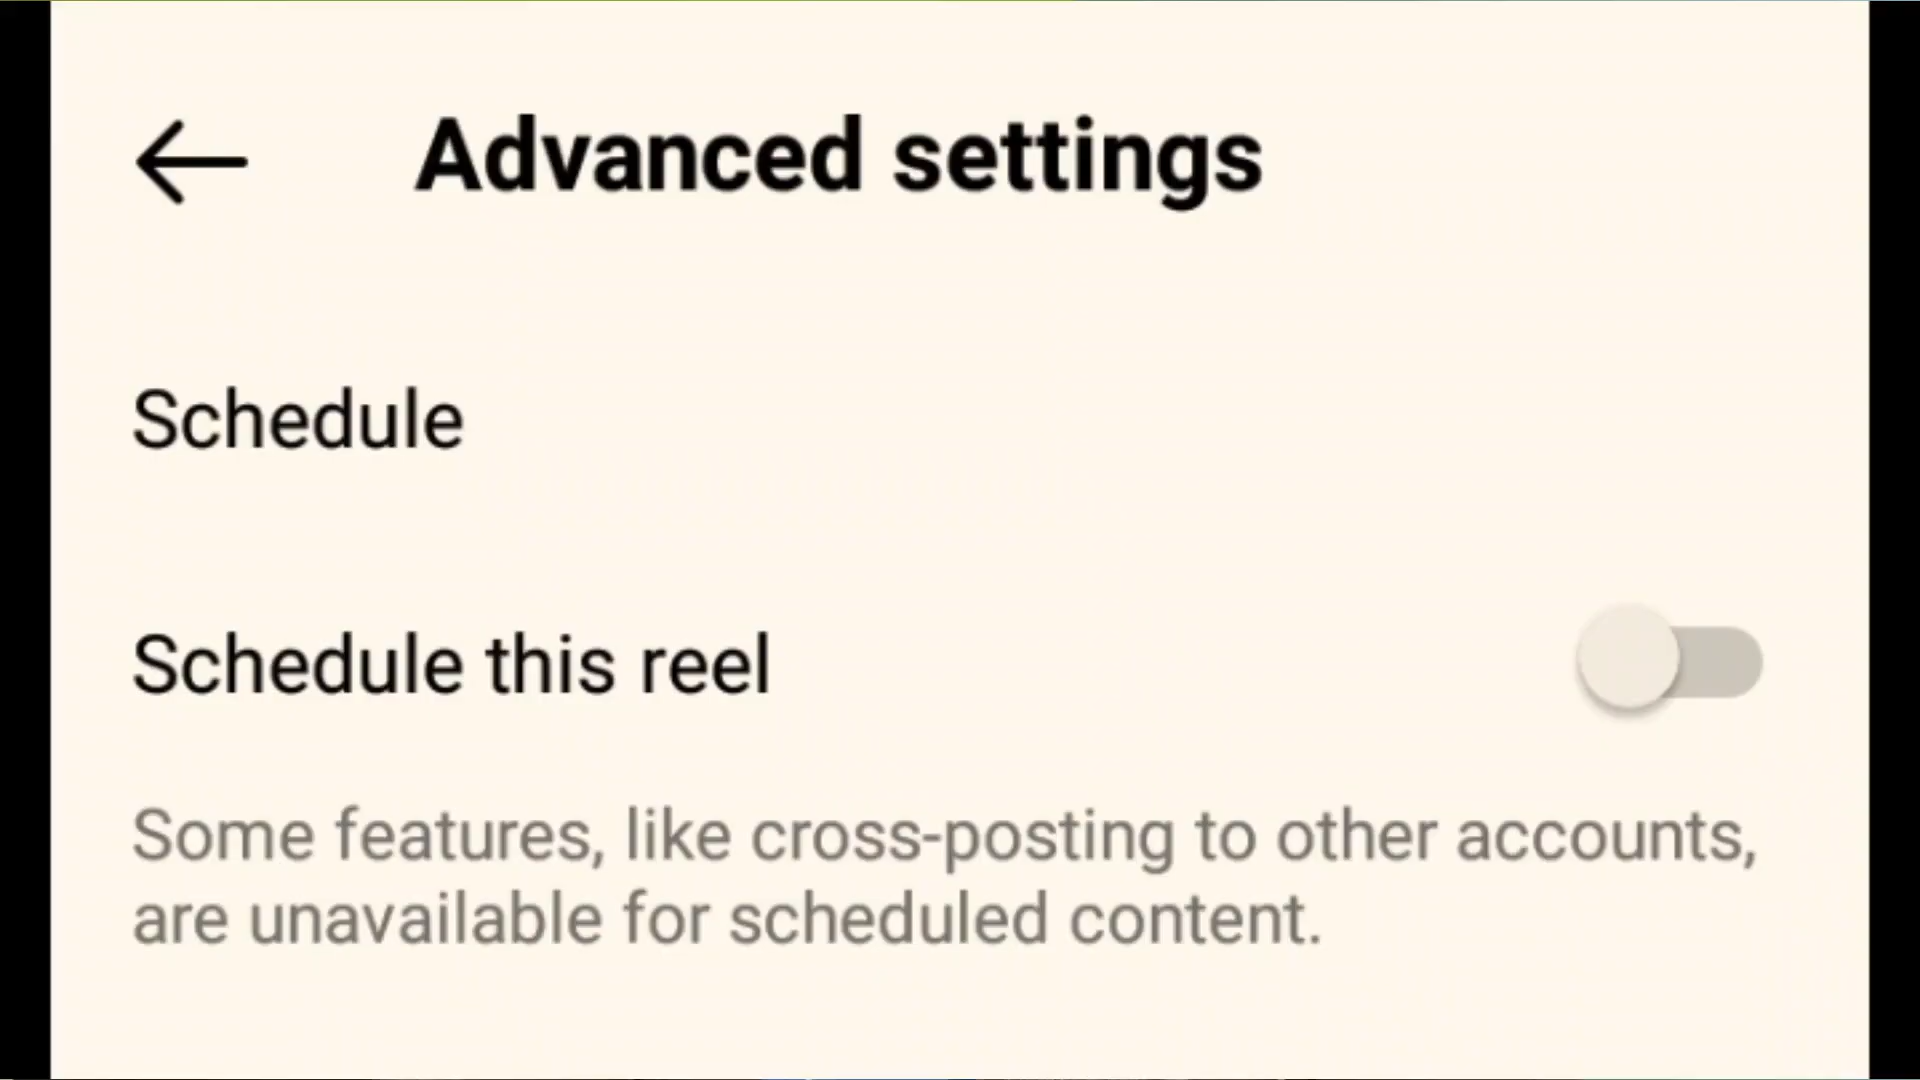 Advanced settings
Schedule
Schedule this reel
Some features, like cross-posting to other accounts,
are unavailable for scheduled content.